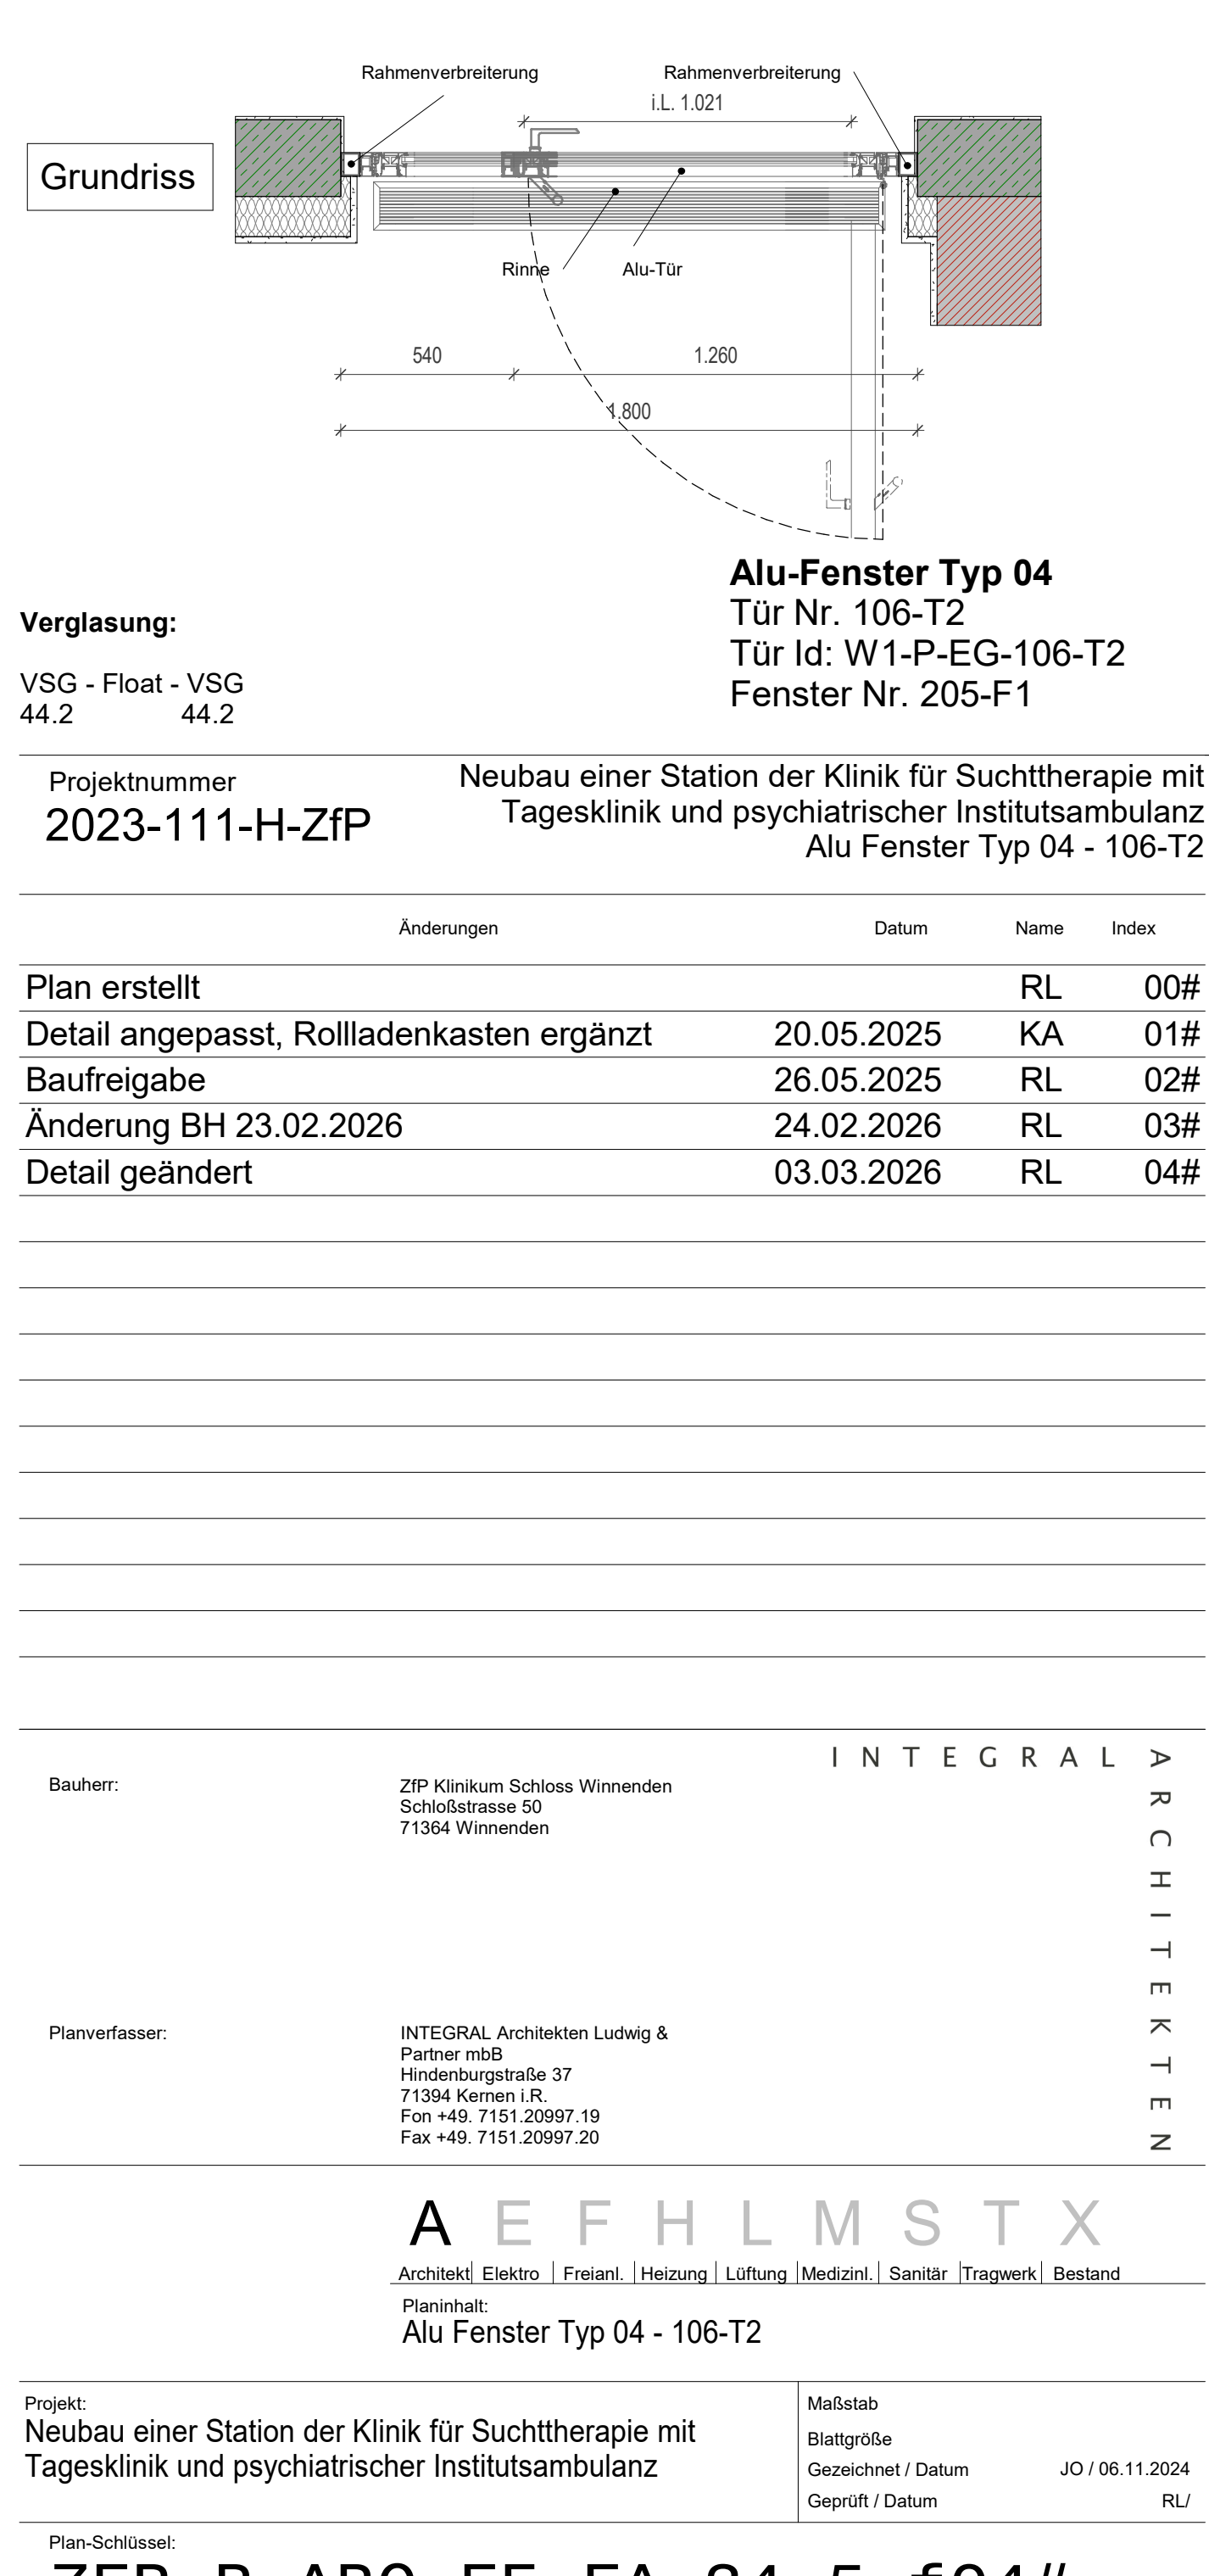 Rahmenverbreiterung Rahmenverbreiterung
i.L. 1.021
Grundriss
Rinne Alu-Tür
540 1.260
1.800
Alu-Fenster Typ 04
Tür Nr. 106-T2
Tür Id: W1-P-EG-106-T2
Fenster Nr. 205-F1
Verglasung:
VSG - Float - VSG
44.2 44.2
Projektnummer
2023-111-H-ZfP
Neubau einer Station der Klinik für Suchttherapie mit
Tagesklinik und psychiatrischer Institutsambulanz
Alu Fenster Typ 04 - 106-T2
Änderungen Datum Name Index
Plan erstellt RL 00#
Detail angepasst, Rollladenkasten ergänzt 20.05.2025 KA 01#
Baufreigabe 26.05.2025 RL 02#
Änderung BH 23.02.2026 24.02.2026 RL 03#
Detail geändert 03.03.2026 RL 04#
INTEGRAL
ARCHITEKTEN
Bauherr:
ZfP Klinikum Schloss Winnenden
Schloßstrasse 50
71364 Winnenden
Planverfasser:
INTEGRAL Architekten Ludwig &
Partner mbB
Hindenburgstraße 37
71394 Kernen i.R.
Fon +49. 7151.20997.19
Fax +49. 7151.20997.20
A E F H L M S T X
Architekt Elektro Freianl. Heizung Lüftung Medizinl. Sanitär Tragwerk Bestand
Planinhalt:
Alu Fenster Typ 04 - 106-T2
Projekt:
Neubau einer Station der Klinik für Suchttherapie mit
Tagesklinik und psychiatrischer Institutsambulanz
Maßstab
Blattgröße
Gezeichnet / Datum JO / 06.11.2024
Geprüft / Datum RL/
Plan-Schlüssel: